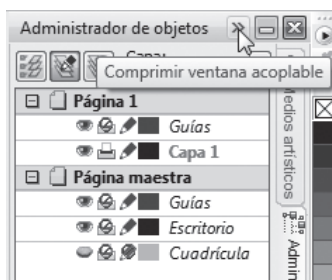 Administrador de objetos
Capa:
Comprimir ventana acoplable
Página 1
Guías
Capa 1
Página maestra
Guías
Escritorio
Cuadrícula
Medios artísticos
Admin